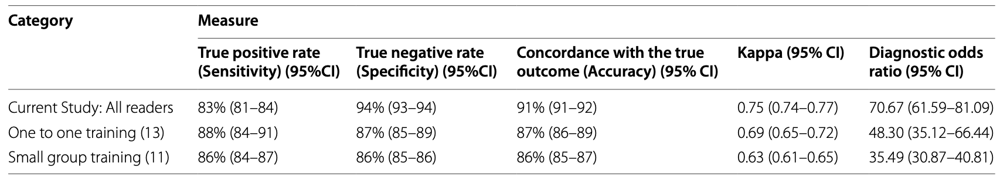 Category Measure
True positive rate True negative rate Concordance with the true Kappa (95% CI) Diagnostic odds
(Sensitivity) (95%CI) (Specificity) (95%CI) outcome (Accuracy) (95% CI) ratio (95% CI)
Current Study: All readers 83% (81–84) 94% (93–94) 91% (91–92) 0.75 (0.74–0.77) 70.67 (61.59–81.09)
One to one training (13) 88% (84–91) 87% (85–89) 87% (86–89) 0.69 (0.65–0.72) 48.30 (35.12–66.44)
Small group training (11) 86% (84–87) 86% (85–86) 86% (85–87) 0.63 (0.61–0.65) 35.49 (30.87–40.81)